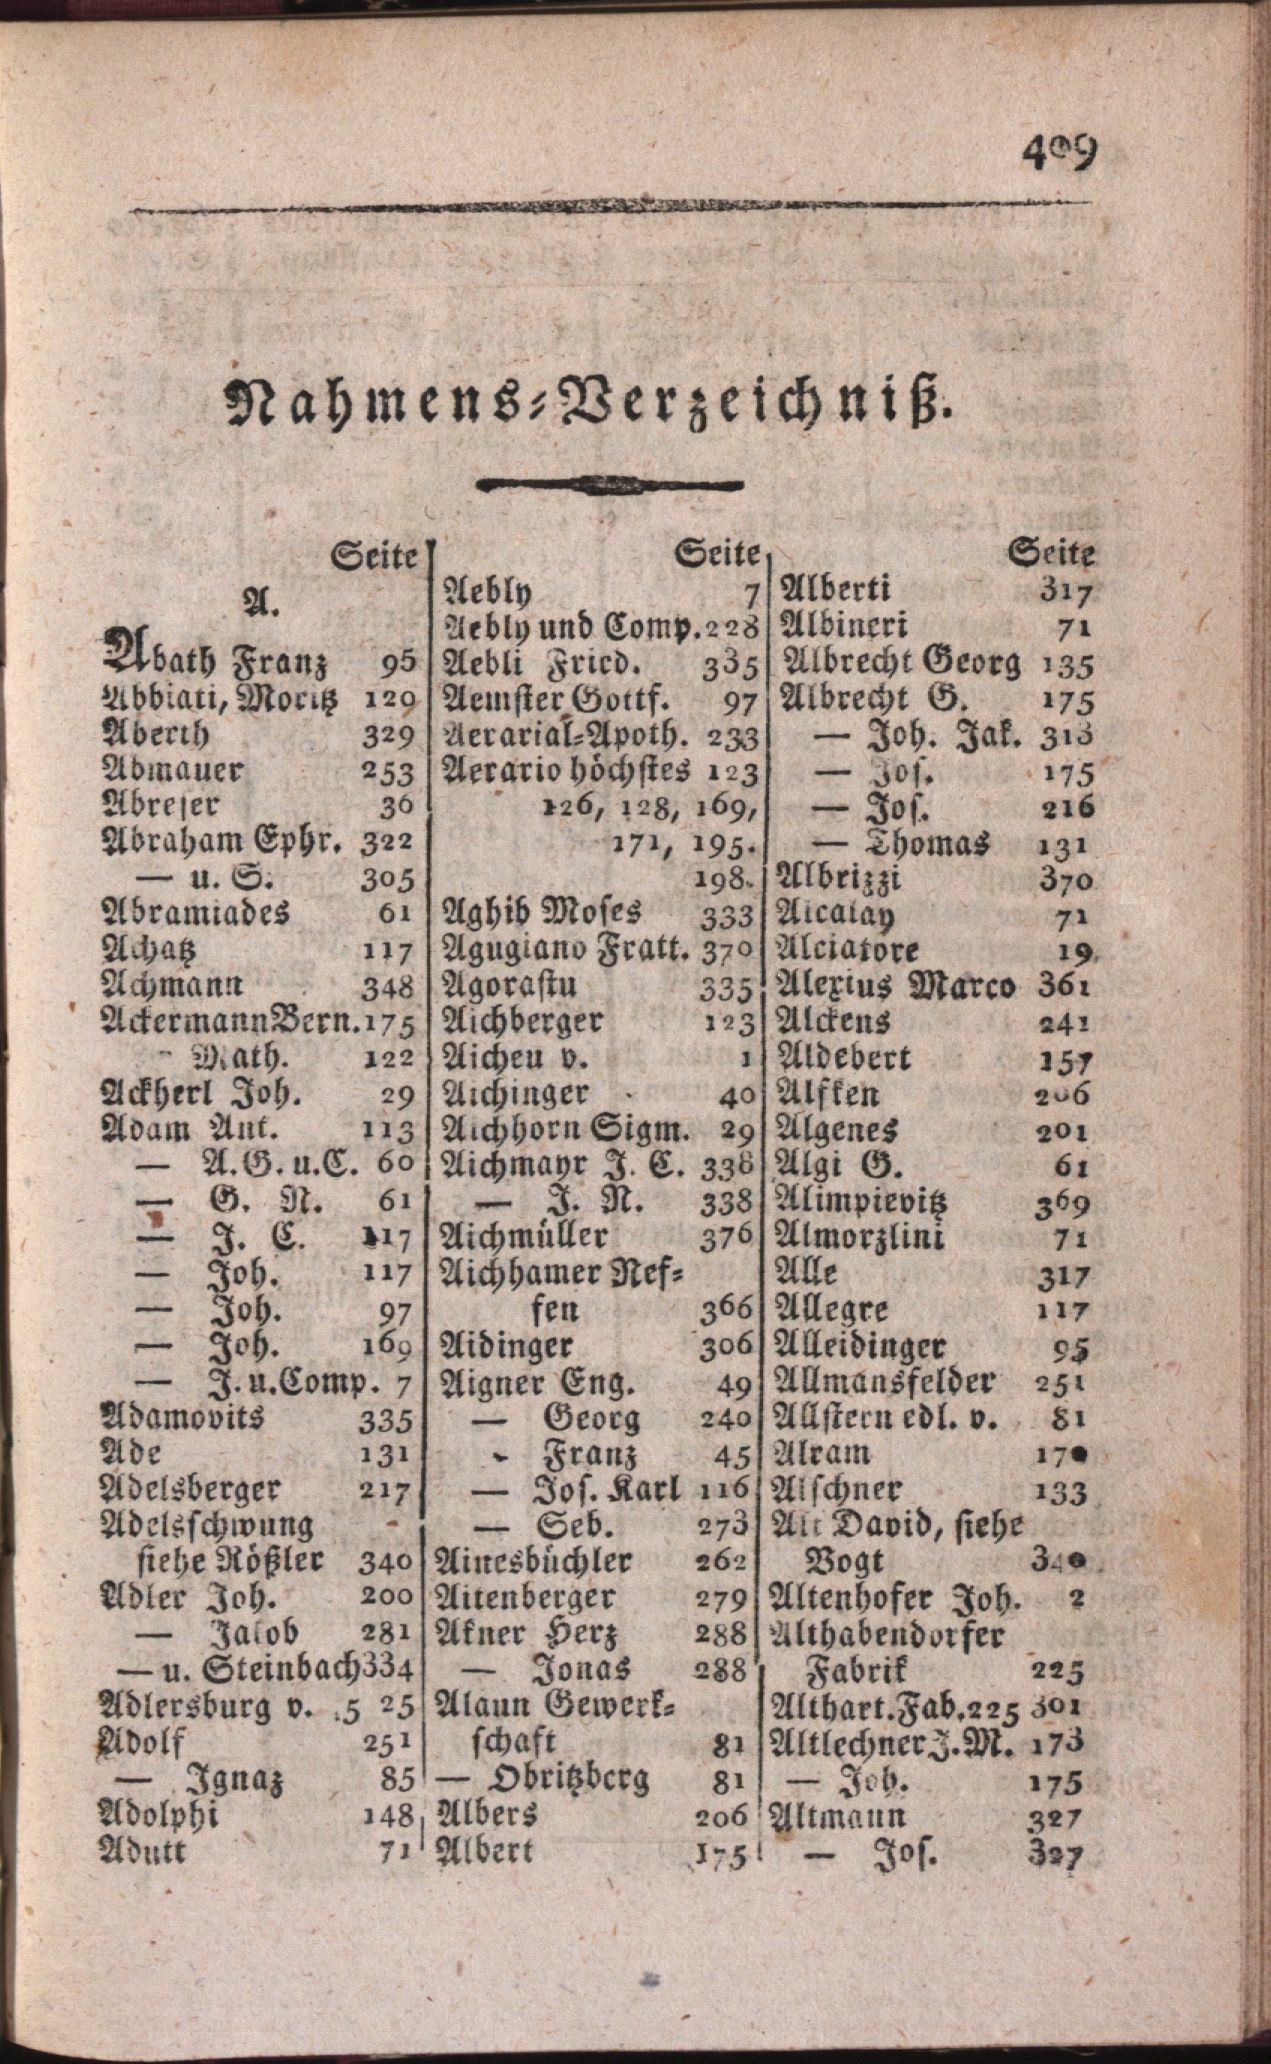 409
Nahmens-Verzeichniß.
Seite
A.
Abath Franz 95
Abbiati, Moritz 129
Aberth 329
Abmauer 253
Abreser 36
Abraham Ephr. 322
— u. S. 305
Abramiades 61
Achatz 117
Achmann 348
Ackermann Bern. 175
- Math. 122
Ackherl Joh. 29
Adam Ant. 113
— A. G. u. C. 60
— G. N. 61
— J. C. 117
— Joh. 117
— Joh. 97
— Joh. 169
— J. u. Comp. 7
Adamovits 335
Ade 131
Adelsberger 217
Adelsschwung
siehe Rößler 340
Adler Joh. 200
— Jakob 281
— u. Steinbach 334
Adlersburg v. 5 25
Adolf 251
— Ignaz 85
Adolphi 148
Adutt 71
Seite
Aebly 7
Aebly und Comp. 228
Aebli Fried. 335
Aemster Gottf. 97
Aerarial-Apoth. 233
Aerario höchstes 123
126, 128, 169,
171, 195.
198.
Aghib Moses 333
Agugiano Fratt. 370
Agorastu 335
Aichberger 123
Aicheu v. 1
Aichinger 40
Aichhorn Sigm. 29
Aichmayr J. C. 338
— J. N. 338
Aichmüller 376
Aichhamer Nef-
fen 366
Aidinger 306
Aigner Eng. 49
— Georg 240
- Franz 45
— Jos. Karl 116
— Seb. 273
Ainesbüchler 262
Aitenberger 279
Akner Herz 288
— Jonas 288
Alaun Gewerk-
schaft 81
— Obritzberg 81
Albers 206
Albert 175
Seite
Alberti 317
Albineri 71
Albrecht Georg 135
Albrecht G. 175
— Joh. Jak. 313
— Jos. 175
— Jos. 216
— Thomas 131
Albrizzi 370
Alcalay 71
Alciatore 19
Alexius Marco 361
Alckens 241
Aldebert 157
Alfken 206
Algenes 201
Algi G. 61
Alimpievitz 369
Almorzlini 71
Alle 317
Allegre 117
Alleidinger 95
Allmansfelder 251
Allstern edl. v. 81
Alram 170
Alschner 133
Alt David, siehe
Vogt 340
Altenhofer Joh. 2
Althabendorfer
Fabrik 225
Althart. Fab. 225 301
Altlechner J. M. 173
— Joh. 175
Altmann 327
— Jos. 327